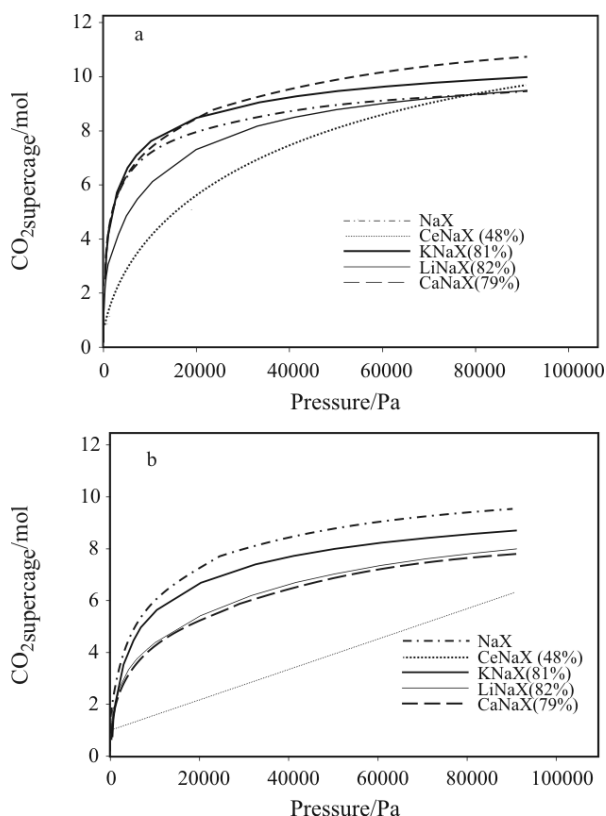 a
12
10
8
6
4
2
0
CO2supercage/mol
NaX
CeNaX (48%)
KNaX(81%)
LiNaX(82%)
CaNaX(79%)
0 20000 40000 60000 80000 100000
Pressure/Pa
b
12
10
8
6
4
2
0
CO2supercage/mol
NaX
CeNaX (48%)
KNaX(81%)
LiNaX(82%)
CaNaX(79%)
0 20000 40000 60000 80000 100000
Pressure/Pa